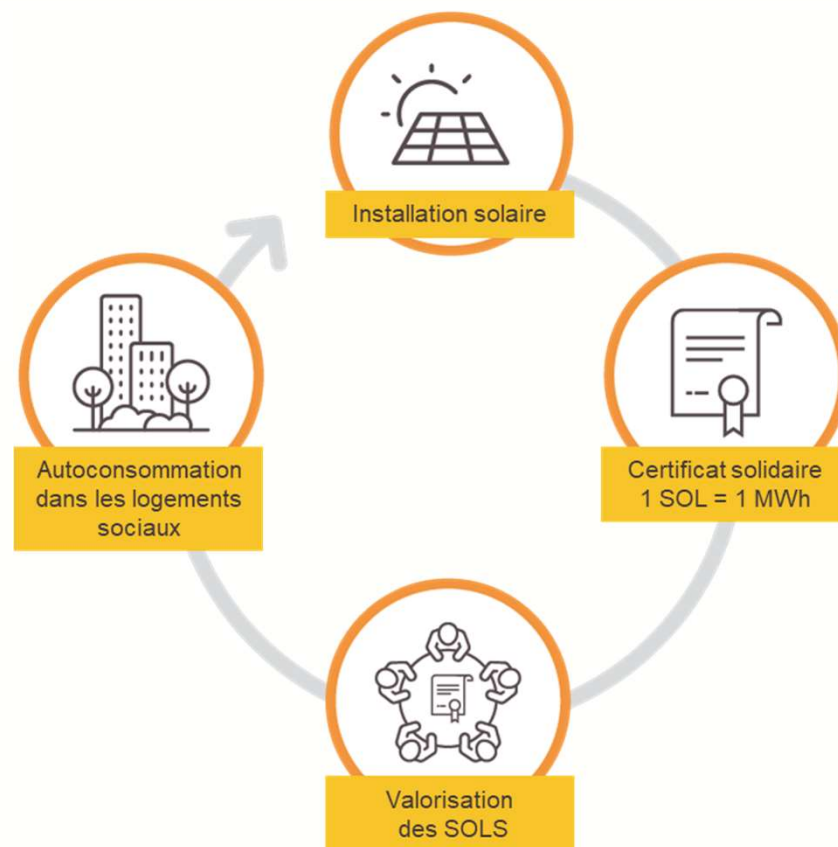 Installation solaire
Certificat solidaire
1 SOL = 1 MWh
Valorisation
des SOLS
Autoconsommation
dans les logements
sociaux